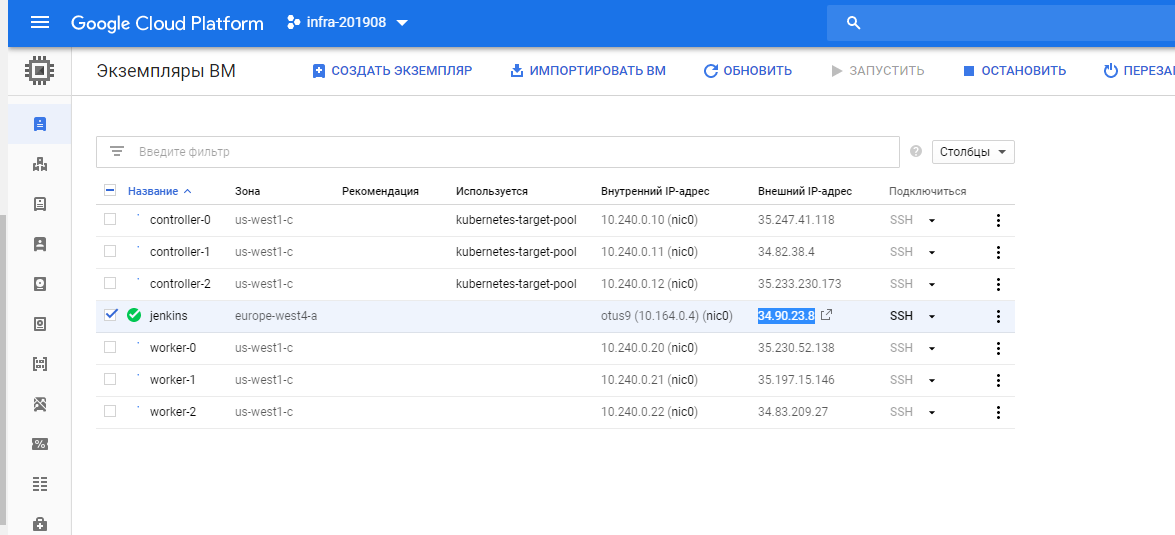 Google Cloud Platform infra-201908
Экземпляры ВМ СОЗДАТЬ ЭКЗЕМПЛЯР ИМПОРТИРОВАТЬ ВМ ОБНОВИТЬ ЗАПУСТИТЬ ОСТАНОВИТЬ ПЕРЕЗА
Введите фильтр ? Столбцы
Название Зона Рекомендация Используется Внутренний IP-адрес Внешний IP-адрес Подключиться
controller-0 us-west1-c kubernetes-target-pool 10.240.0.10 (nic0) 35.247.41.118 SSH
controller-1 us-west1-c kubernetes-target-pool 10.240.0.11 (nic0) 34.82.38.4 SSH
controller-2 us-west1-c kubernetes-target-pool 10.240.0.12 (nic0) 35.233.230.173 SSH
jenkins europe-west4-a otus9 (10.164.0.4) (nic0) 34.90.23.8 SSH
worker-0 us-west1-c 10.240.0.20 (nic0) 35.230.52.138 SSH
worker-1 us-west1-c 10.240.0.21 (nic0) 35.197.15.146 SSH
worker-2 us-west1-c 10.240.0.22 (nic0) 34.83.209.27 SSH